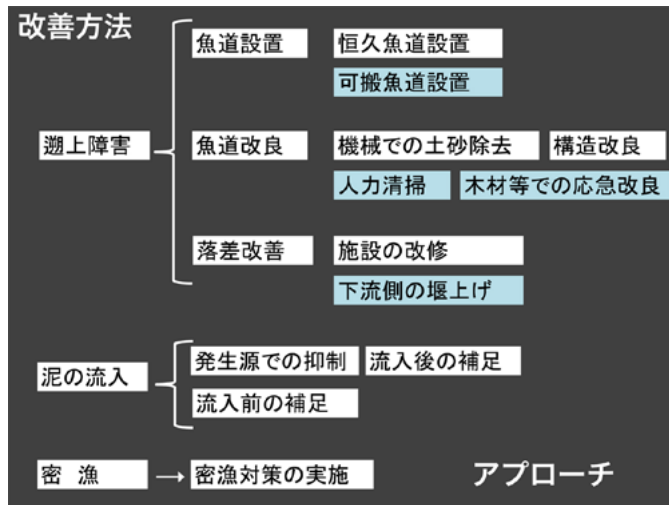 改善方法
魚道設置 恒久魚道設置
可搬魚道設置
遡上障害 魚道改良 機械での土砂除去 構造改良
人力清掃 木材等での応急改良
落差改善 施設の改修
下流側の堰上げ
泥の流入 発生源での抑制 流入後の補足
流入前の補足
密 漁 → 密漁対策の実施 アプローチ